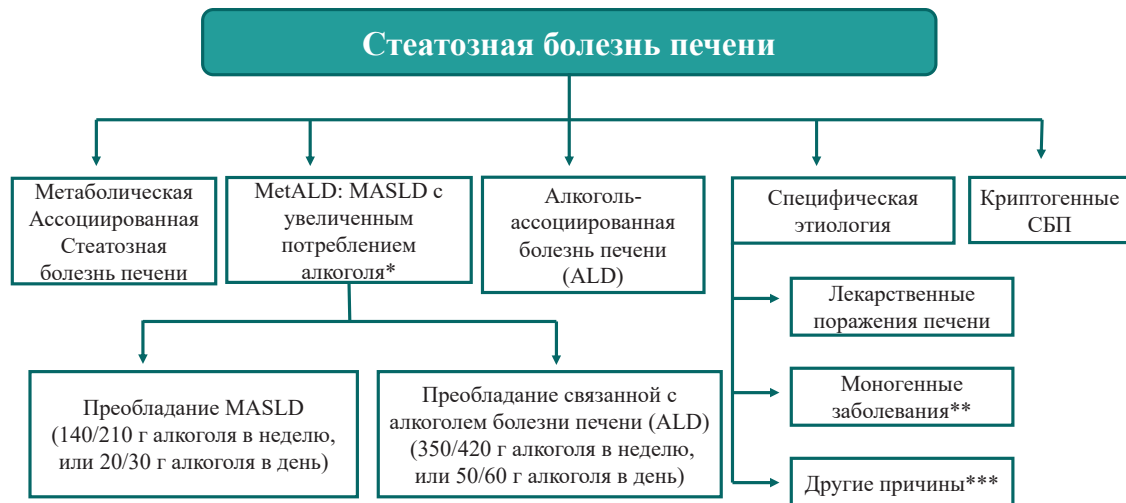 Стеатозная болезнь печени
Метаболическая
Ассоциированная
Стеатозная
болезнь печени
MetALD: MASLD с
увеличенным
потреблением
алкоголя*
Алкоголь-
ассоциированная
болезнь печени
(ALD)
Специфическая
этиология
Криптогенные
СБП
Лекарственные
поражения печени
Моногенные
заболевания**
Другие причины***
Преобладание MASLD
(140/210 г алкоголя в неделю,
или 20/30 г алкоголя в день)
Преобладание связанной с
алкоголем болезни печени (ALD)
(350/420 г алкоголя в неделю,
или 50/60 г алкоголя в день)